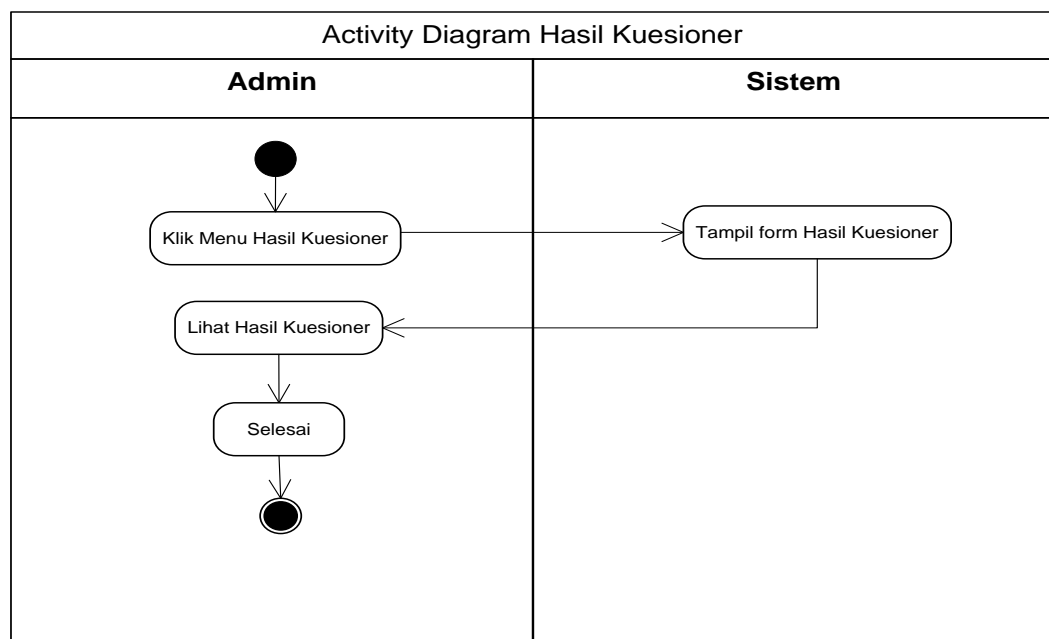 Activity Diagram Hasil Kuesioner
Admin
Sistem
Klik Menu Hasil Kuesioner
Tampil form Hasil Kuesioner
Lihat Hasil Kuesioner
Selesai